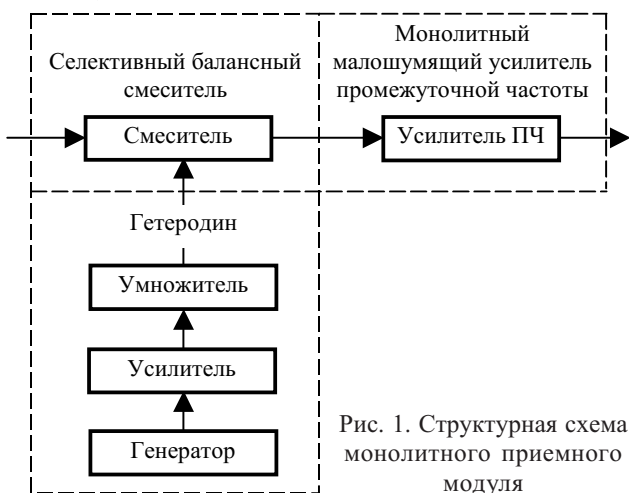 Селективный балансный
смеситель
Монолитный
малошумящий усилитель
промежуточной частоты
Смеситель
Усилитель ПЧ
Гетеродин
Умножитель
Усилитель
Генератор
Рис. 1. Структурная схема
монолитного приемного
модуля